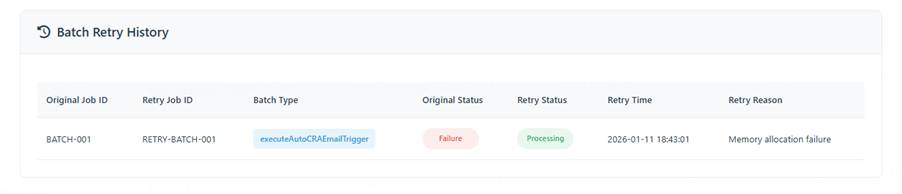 Batch Retry History
Original Job ID Retry Job ID Batch Type Original Status Retry Status Retry Time Retry Reason
BATCH-001 RETRY-BATCH-001 executeAutoCRAEmailTrigger Failure Processing 2026-01-11 18:43:01 Memory allocation failure